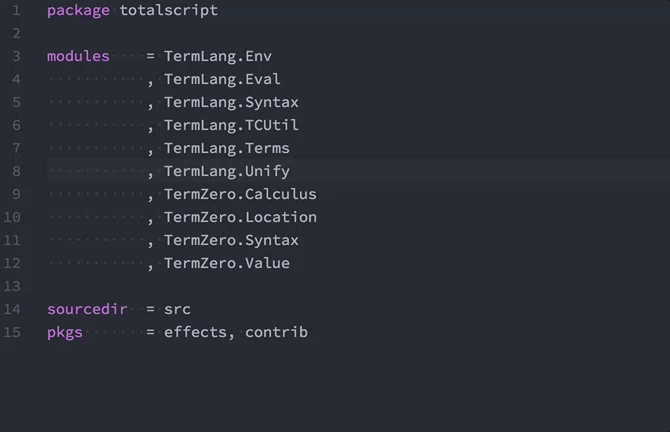 1 package totalscript
2
3 modules = TermLang.Env
4 , TermLang.Eval
5 , TermLang.Syntax
6 , TermLang.TCUtil
7 , TermLang.Terms
8 , TermLang.Unify
9 , TermZero.Calculus
10 , TermZero.Location
11 , TermZero.Syntax
12 , TermZero.Value
13
14 sourcedir = src
15 pkgs = effects, contrib